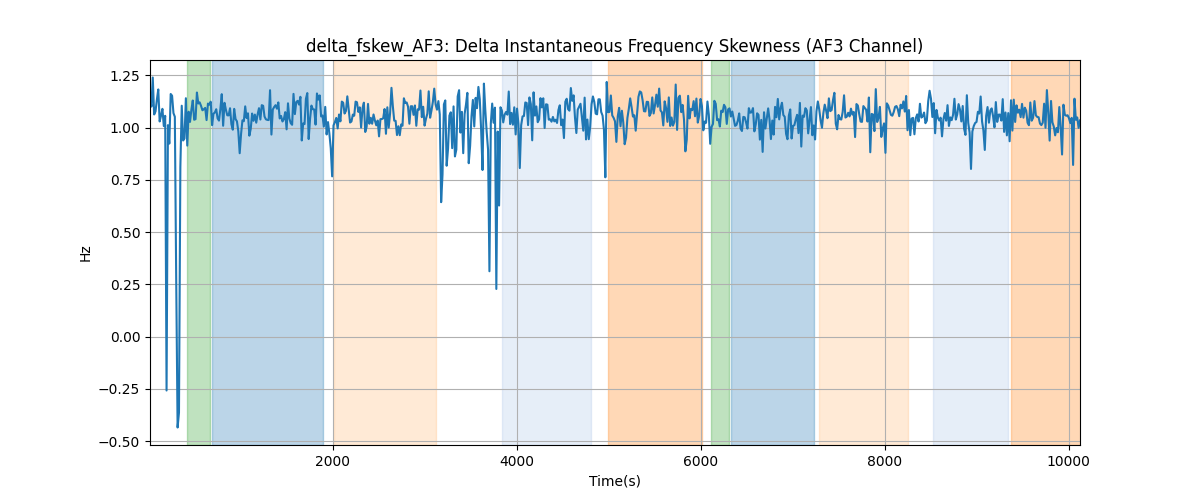 delta_fskew_AF3: Delta Instantaneous Frequency Skewness (AF3 Channel)
1.25
1.00
0.75
0.50
0.25
0.00
−0.25
−0.50
Hz
2000 4000 6000 8000 10000
Time(s)